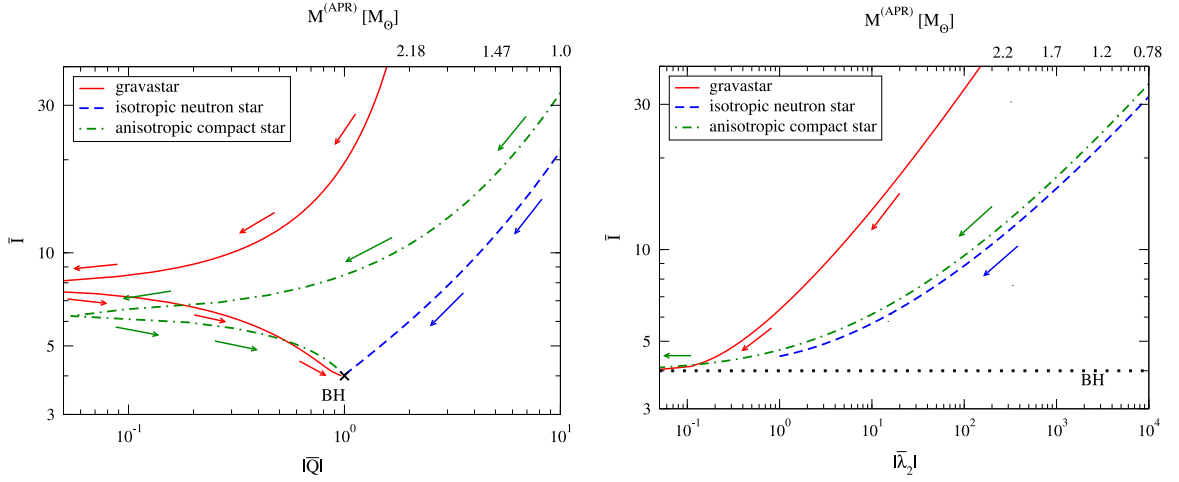 M^(APR) [M_⊙]
2.18 1.47 1.0
gravastar
isotropic neutron star
anisotropic compact star
30
10
5
3
Ī
BH
10^-1 10^0 10^1
|Q̄|
M^(APR) [M_⊙]
2.2 1.7 1.2 0.78
gravastar
isotropic neutron star
anisotropic compact star
30
10
5
3
Ī
BH
10^-1 10^0 10^1 10^2 10^3 10^4
|λ̄_2|